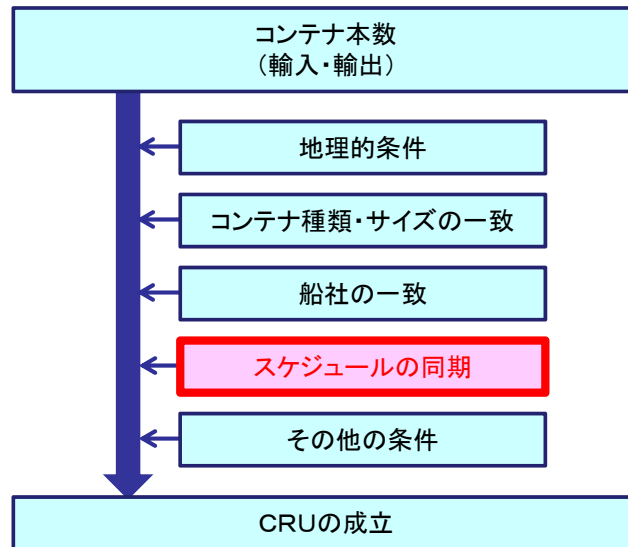 コンテナ本数
（輸入・輸出）
地理的条件
コンテナ種類・サイズの一致
船社の一致
スケジュールの同期
その他の条件
ＣＲＵの成立